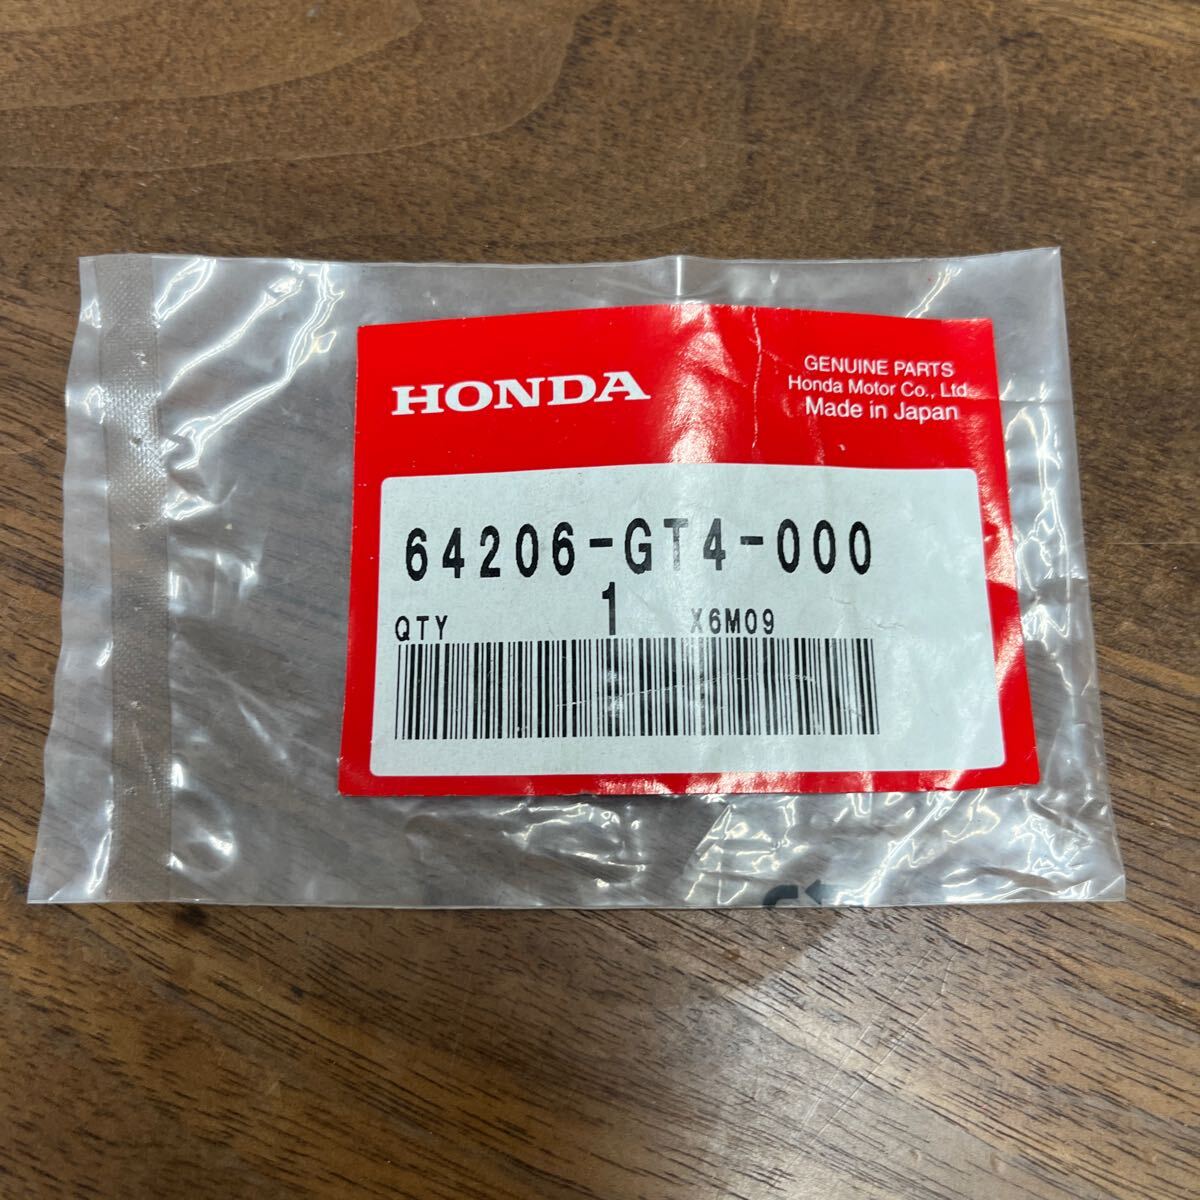 HONDA
GENUINE PARTS
Honda Motor Co., Ltd.
Made in Japan
64206-GT4-000
QTY 1 X6M09